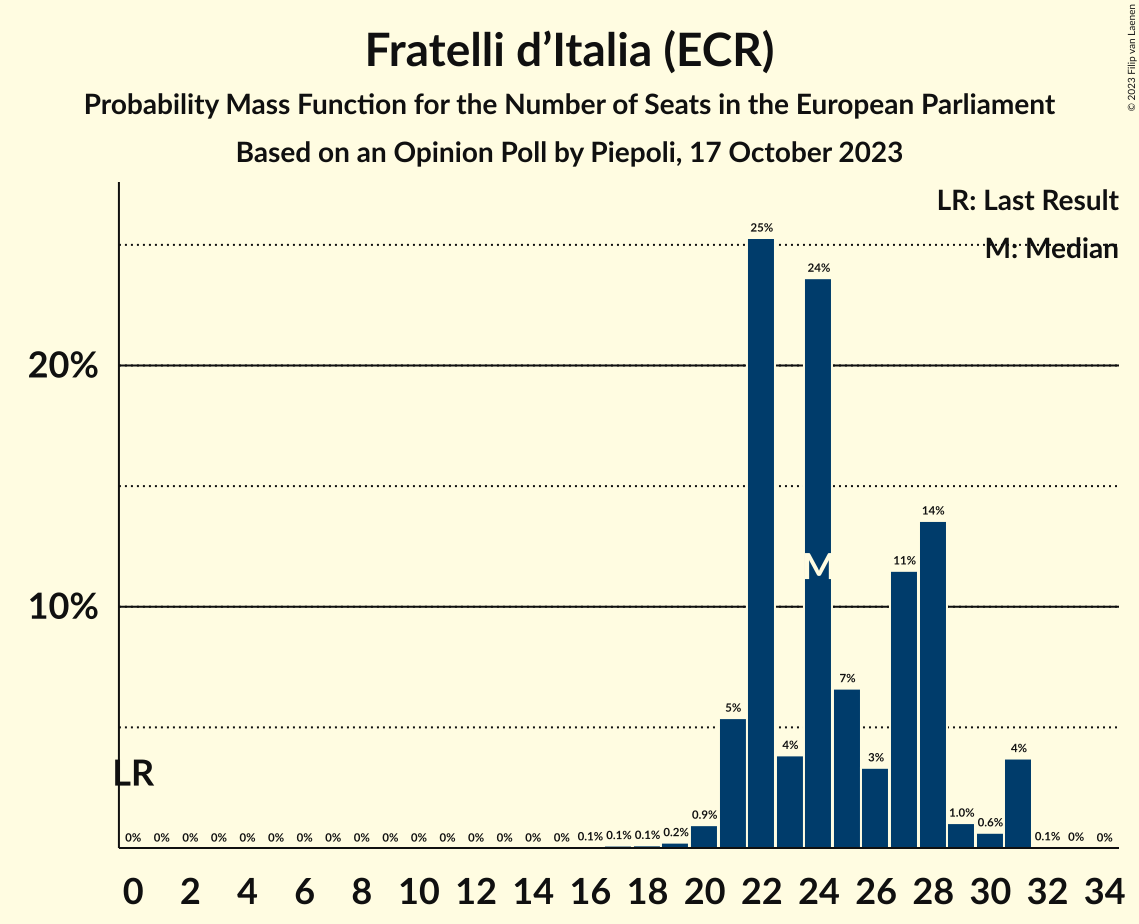 Fratelli d’Italia (ECR)
Probability Mass Function for the Number of Seats in the European Parliament
Based on an Opinion Poll by Piepoli, 17 October 2023
© 2023 Filip van Laenen
LR: Last Result
M: Median
25%
24%
20%
14%
11%
10%
7%
5%
4%
3%
4%
LR
1.0%
0.9%
0.6%
0% 0% 0% 0% 0% 0% 0% 0% 0% 0% 0% 0% 0% 0% 0% 0% 0.1% 0.1% 0.1% 0.2% 0.1% 0% 0%
M
0 2 4 6 8 10 12 14 16 18 20 22 24 26 28 30 32 34